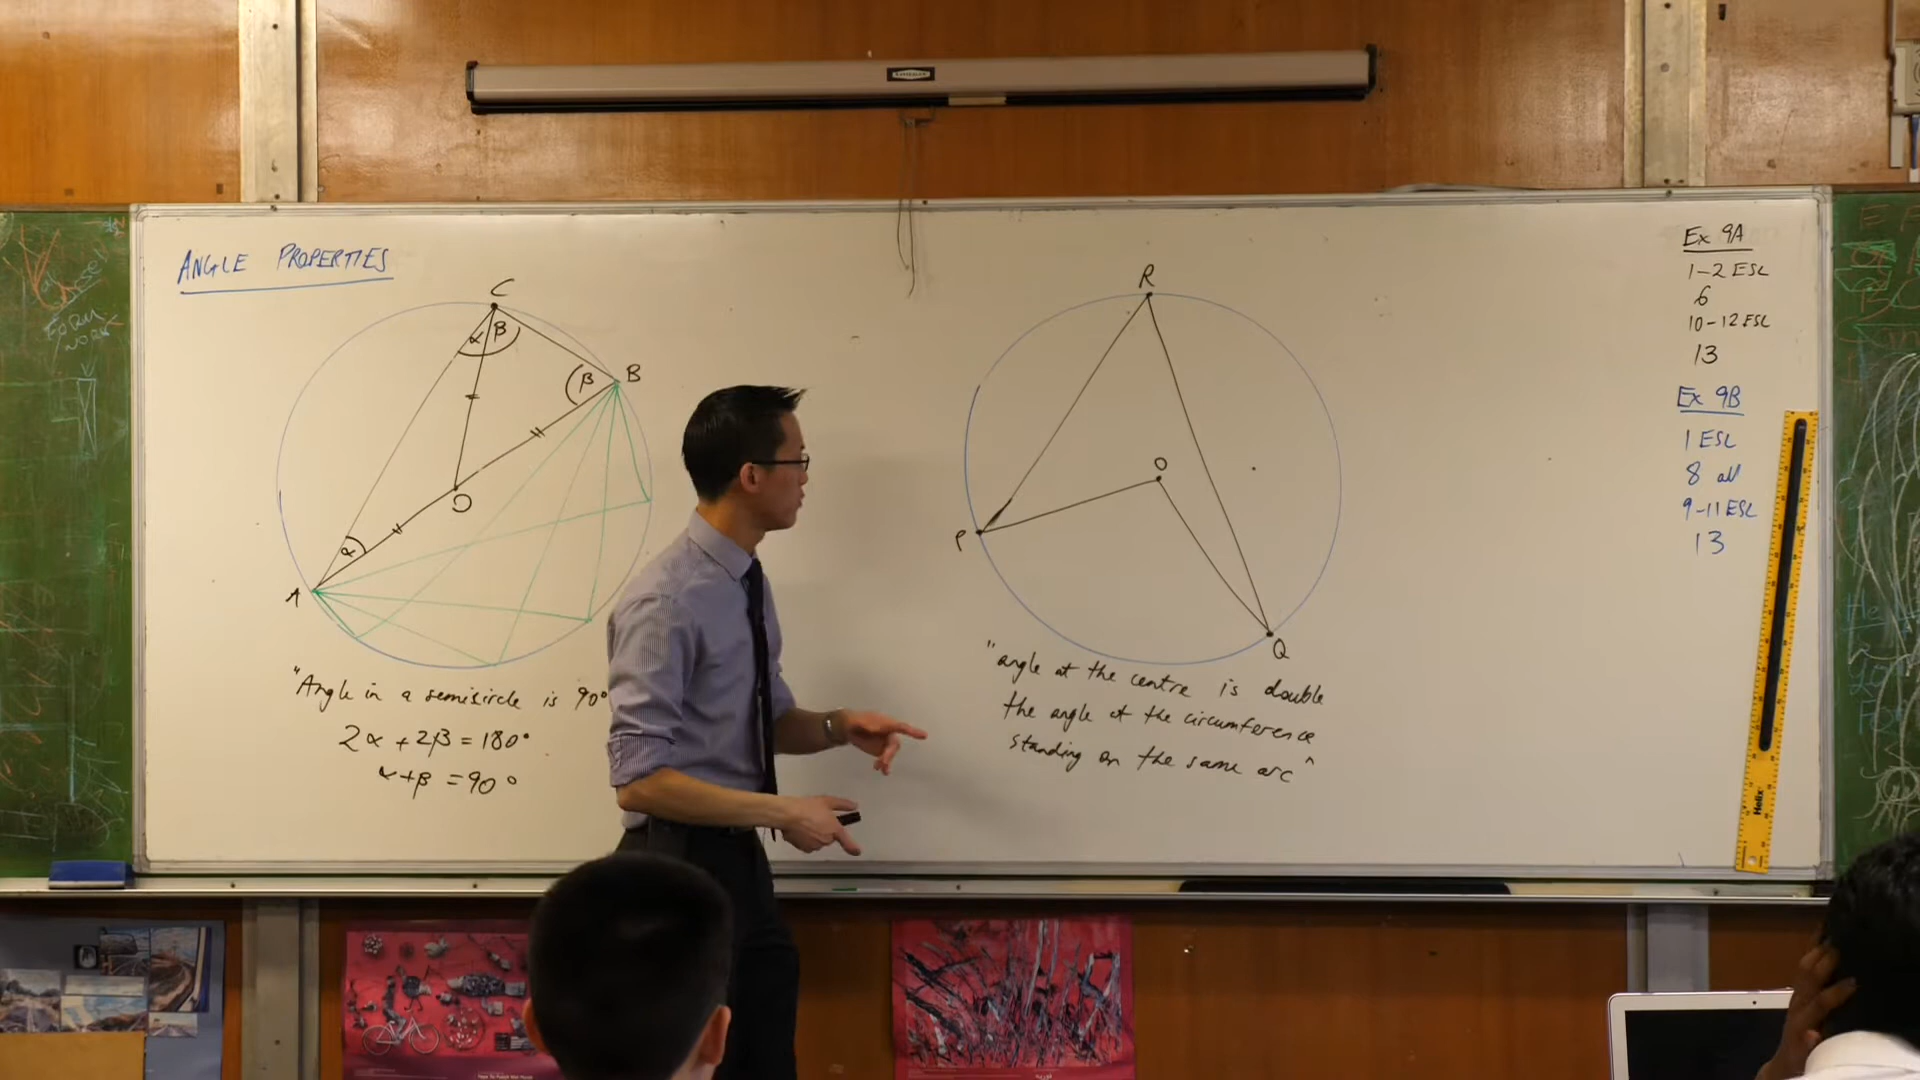 ANGLE PROPERTIES
C
α β
B
β
O
α
A
"Angle in a semicircle is 90°
2α + 2β = 180°
α + β = 90°
R
O
P
Q
"angle at the centre is double
the angle at the circumference
standing on the same arc"
Ex 9A
1-2 ESL
6
10-12 ESL
13
Ex 9B
1 ESL
8 all
9-11 ESL
13
Helix